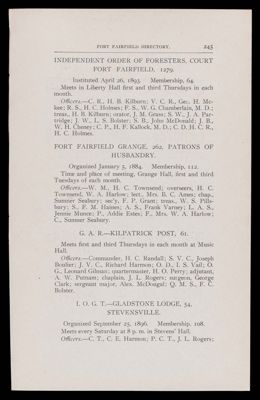 FORT FAIRFIELD DIRECTORY. 245
INDEPENDENT ORDER OF FORESTERS, COURT
FORT FAIRFIELD, 1279.
Instituted April 26, 1893. Membership, 64.
Meets in Liberty Hall first and third Thursdays in each
month.
Officers.—C. R., H. B. Kilburn; V. C. R., Geo. H. Mc-
kee; R. S., H. C. Holmes; F. S., W. G. Chamberlain, M. D.;
treas., H. B. Kilburn; orator, J. M. Grass; S. W., J. A. Par-
tridge; J. W., L. S. Bolster; S. B., John McDonald; J. B.,
W. H. Cheney; C. P., H. F. Kallock, M. D.; C. D. H. C. R.,
H. C. Holmes.
FORT FAIRFIELD GRANGE, 262, PATRONS OF
HUSBANDRY.
Organized January 5, 1884. Membership, 112.
Time and place of meeting, Grange Hall, first and third
Tuesdays of each month.
Officers.—W. M., H. C. Townsend; overseers, H. C.
Townsend, W. A. Harlow; lect., Mrs. B. C. Ames; chap.,
Sumner Seabury; sec'y, F. P. Grant; treas., W. S. Pills-
bury; S., F. M. Haines; A. S., Frank Varney; L. A. S.,
Jennie Munce; P., Addie Estes; F., Mrs. W. A. Harlow;
C., Sumner Seabury.
G. A. R.—KILPATRICK POST, 61.
Meets first and third Thursdays in each month at Music
Hall.
Officers.—Commander, H. C. Randall; S. V. C., Joseph
Boulier; J. V. C., Richard Harmon; O. D., I. S. Vail; O.
G., Leonard Gilman; quartermaster, H. O. Perry; adjutant,
A. W. Putnam; chaplain, J. L. Rogers; surgeon, George
Clark; sergeant major, Alex. McDougal; Q. M. S., F. C.
Bolster.
I. O. G. T.—GLADSTONE LODGE, 54,
STEVENSVILLE.
Organized September 25, 1896. Membership, 108.
Meets every Saturday at 8 p. m. in Stevens' Hall.
Officers.—C. T., C. E. Harmon; P. C. T., J. L. Rogers;